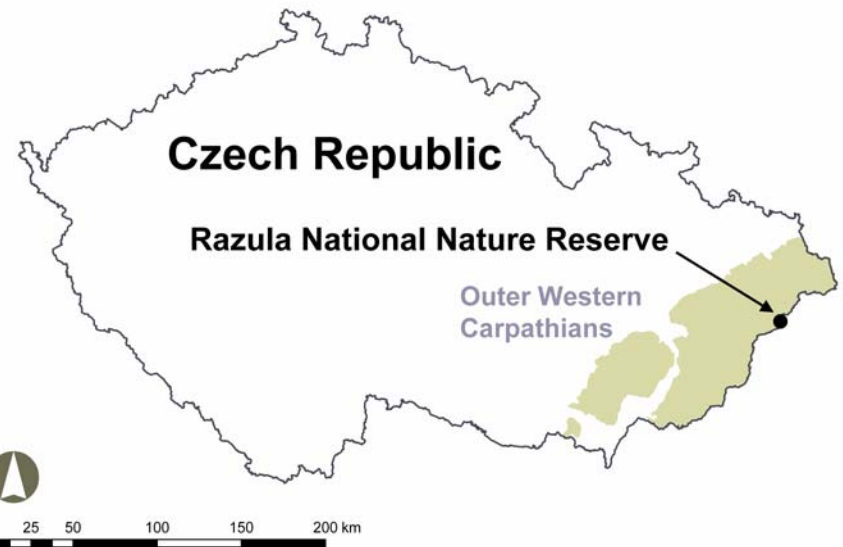 Czech Republic
Razula National Nature Reserve
Outer Western
Carpathians
25 50 100 150 200 km